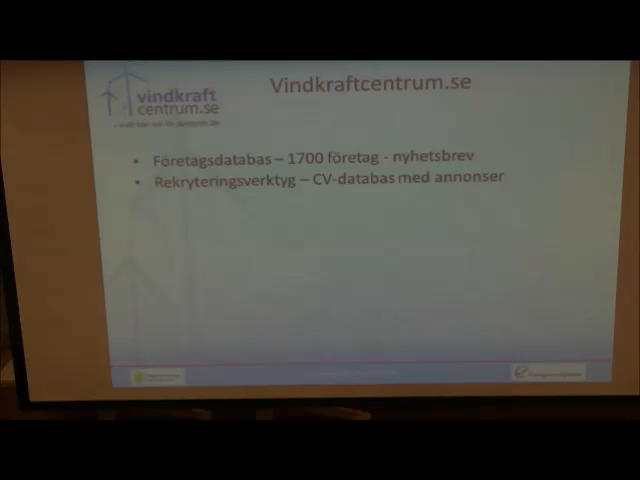 Vindkraftcentrum.se
vindkraft
centrum.se
• Företagsdatabas – 1700 företag - nyhetsbrev
• Rekryteringsverktyg – CV-databas med annonser